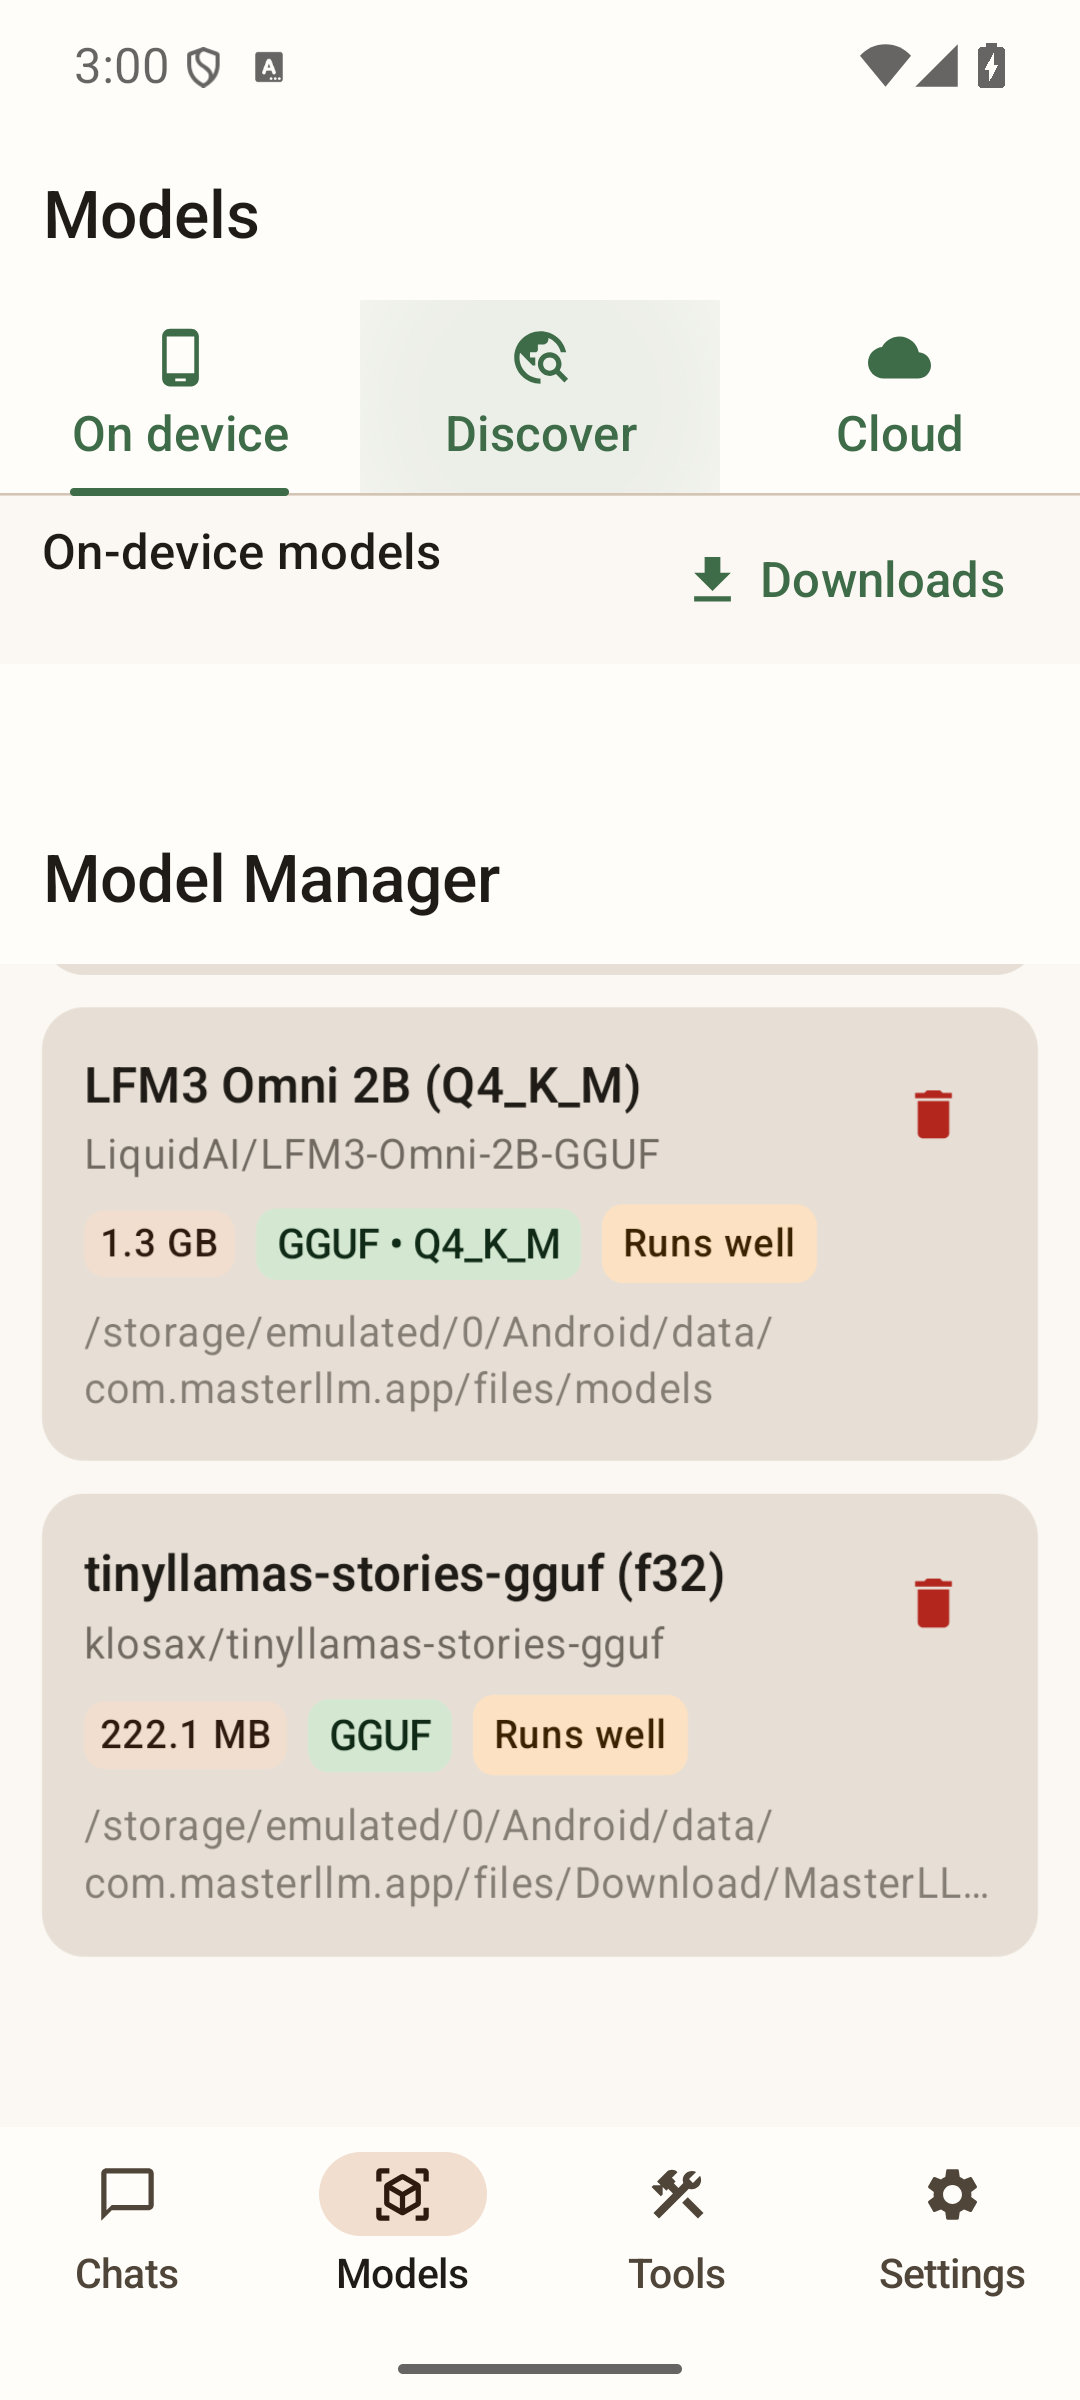 3:00
Models
On device
Discover
Cloud
On-device models
Downloads
Model Manager
LFM3 Omni 2B (Q4_K_M)
LiquidAI/LFM3-Omni-2B-GGUF
1.3 GB
GGUF • Q4_K_M
Runs well
/storage/emulated/0/Android/data/
com.masterllm.app/files/models
tinyllamas-stories-gguf (f32)
klosax/tinyllamas-stories-gguf
222.1 MB
GGUF
Runs well
/storage/emulated/0/Android/data/
com.masterllm.app/files/Download/MasterLL…
Chats
Models
Tools
Settings